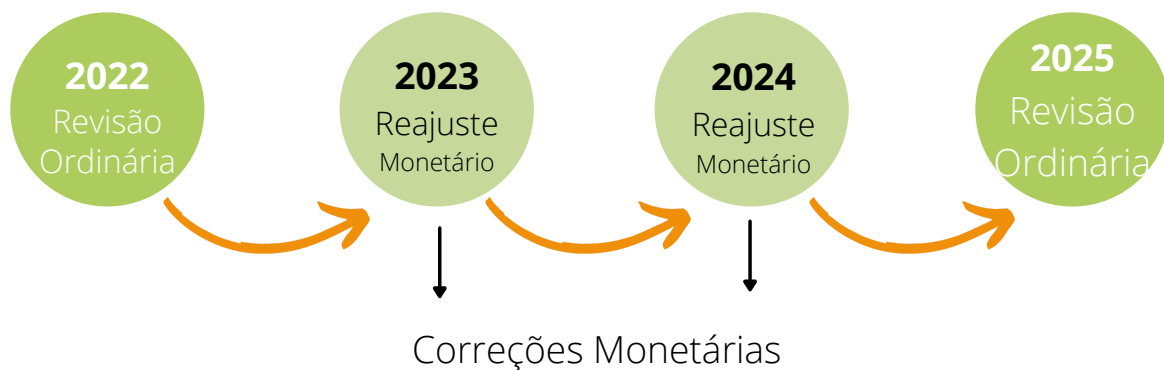 2022
Revisão
Ordinária
2023
Reajuste
Monetário
2024
Reajuste
Monetário
2025
Revisão
Ordinária
Correções Monetárias